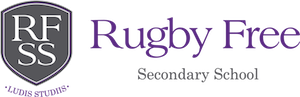 RF
SS
·LUDIS STUDIIS·
Rugby Free
Secondary School